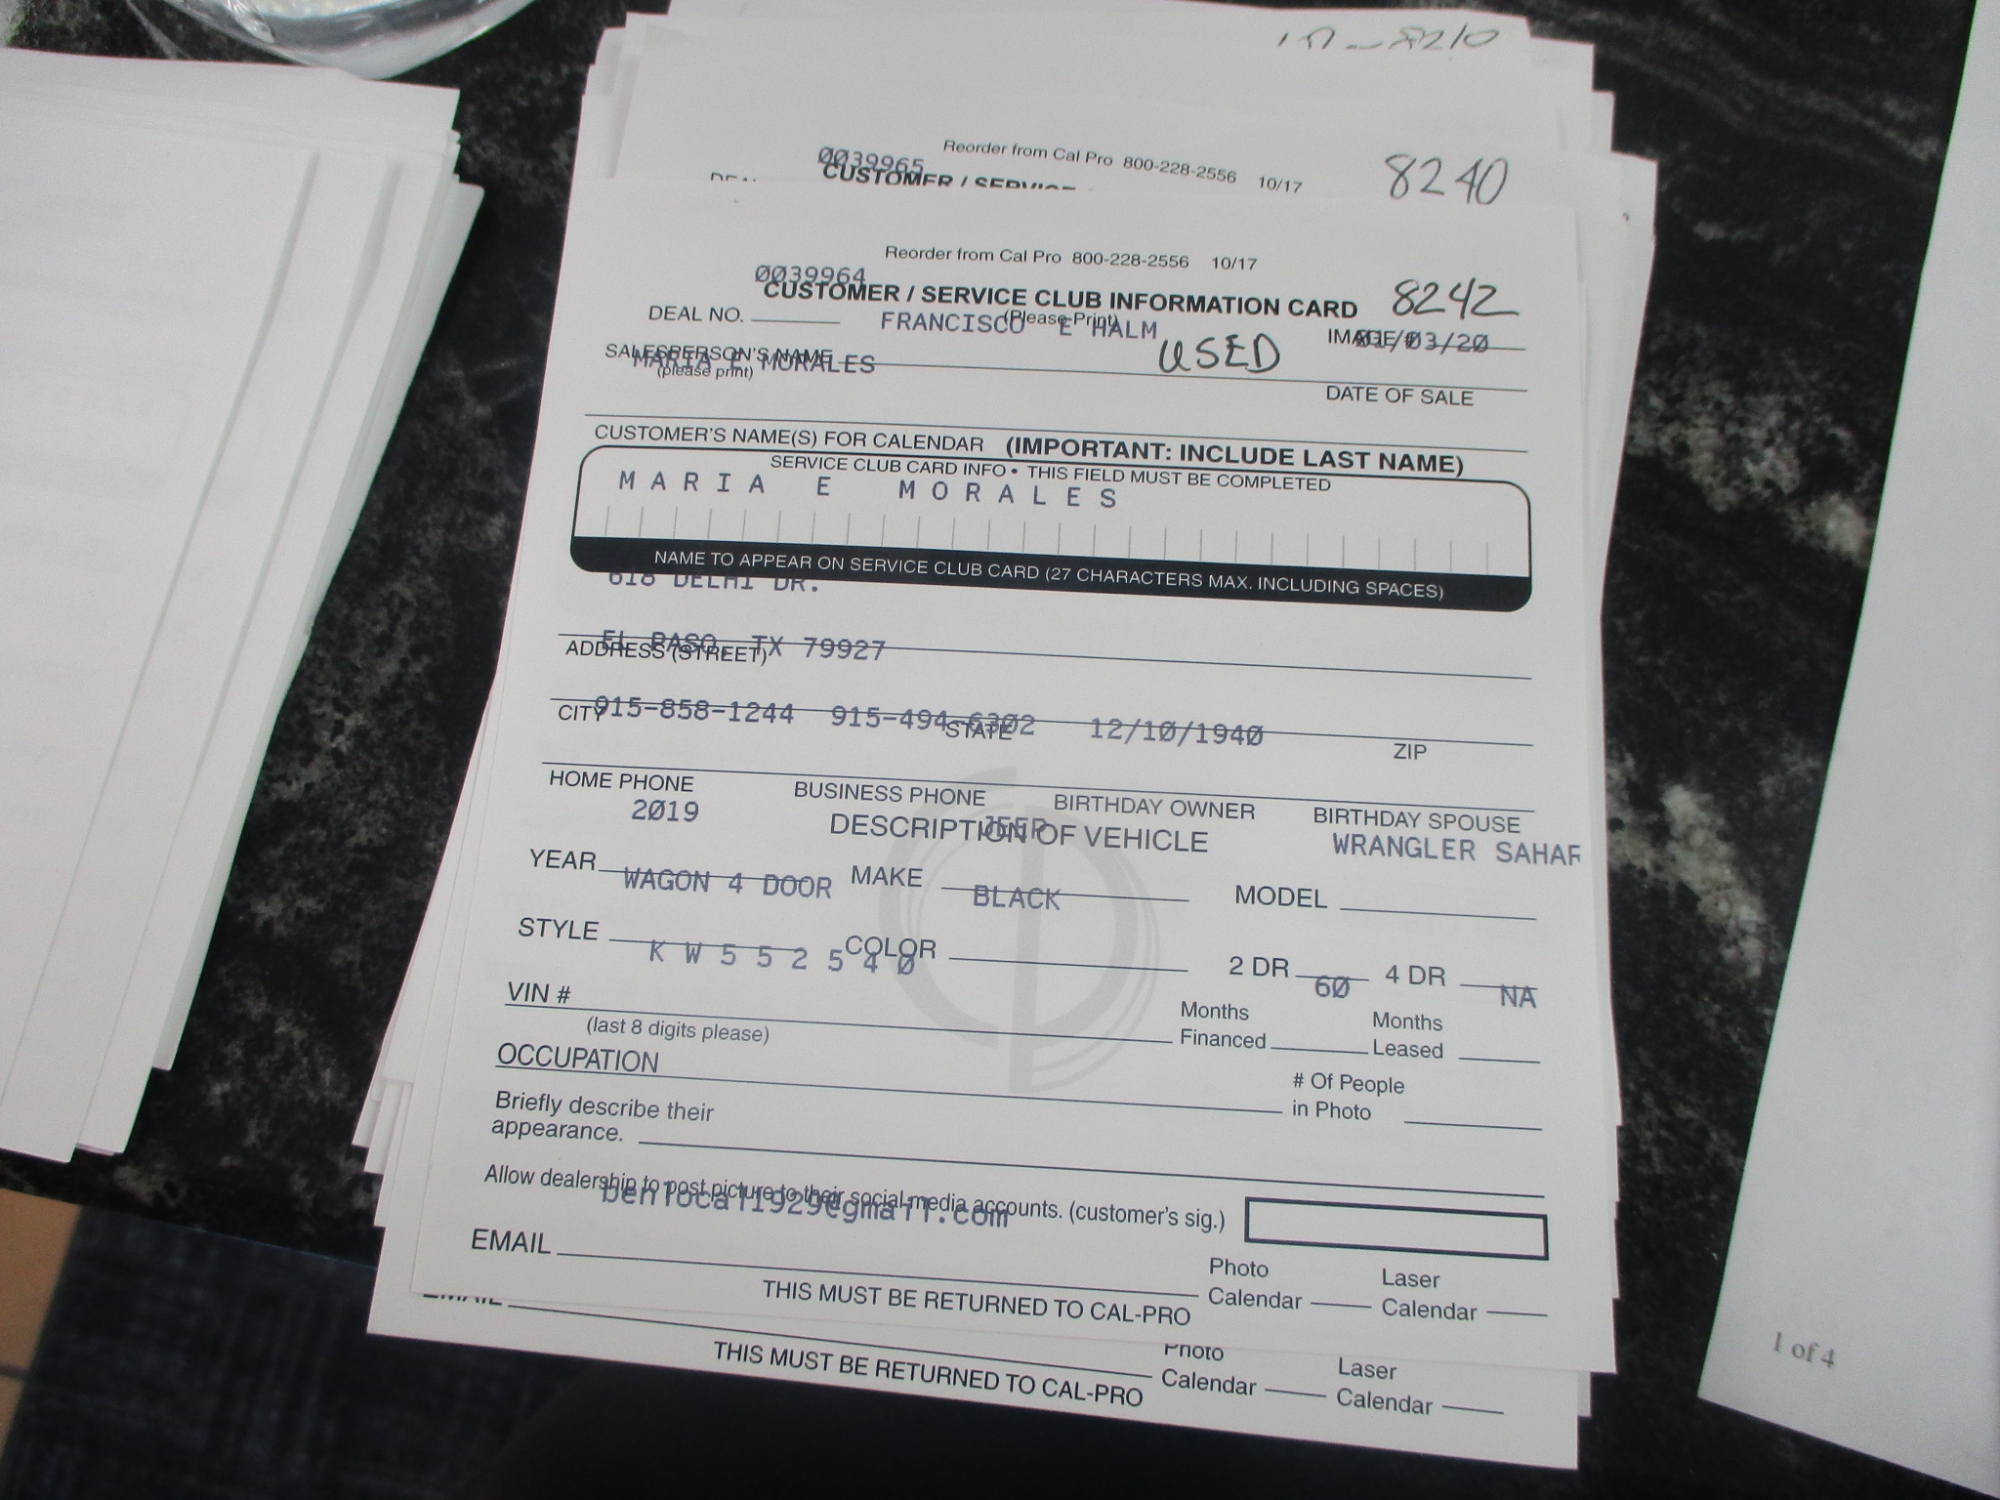 8210
0039965
Reorder from Cal Pro 800-228-2556 10/17
8240
CUSTOMER / SERVICE
Reorder from Cal Pro 800-228-2556 10/17
0039964
CUSTOMER / SERVICE CLUB INFORMATION CARD
8242
(Please Print)
DEAL NO.
FRANCISCO E HALM
USED
IMAGE #
/03/20
SALESPERSON'S NAME
MARIA E MORALES
(please print)
DATE OF SALE
CUSTOMER'S NAME(S) FOR CALENDAR (IMPORTANT: INCLUDE LAST NAME)
SERVICE CLUB CARD INFO • THIS FIELD MUST BE COMPLETED
MARIA E MORALES
NAME TO APPEAR ON SERVICE CLUB CARD (27 CHARACTERS MAX. INCLUDING SPACES)
618 DELHI DR.
EL PASO, TX 79927
ADDRESS (STREET)
915-858-1244 915-494-6302 12/10/1940
CITY STATE ZIP
HOME PHONE BUSINESS PHONE BIRTHDAY OWNER BIRTHDAY SPOUSE
2019 JEEP WRANGLER SAHAR
DESCRIPTION OF VEHICLE
YEAR MAKE MODEL
WAGON 4 DOOR BLACK
STYLE COLOR 2 DR 4 DR
KW552540 60 NA
VIN # Months Financed Months Leased
(last 8 digits please)
OCCUPATION # Of People in Photo
Briefly describe their
appearance.
Allow dealership to post picture to their social media accounts. (customer's sig.)
benlocal1929@gmail.com
EMAIL Photo Calendar Laser Calendar
THIS MUST BE RETURNED TO CAL-PRO
EMAIL Photo Calendar Laser Calendar
THIS MUST BE RETURNED TO CAL-PRO
1 of 4